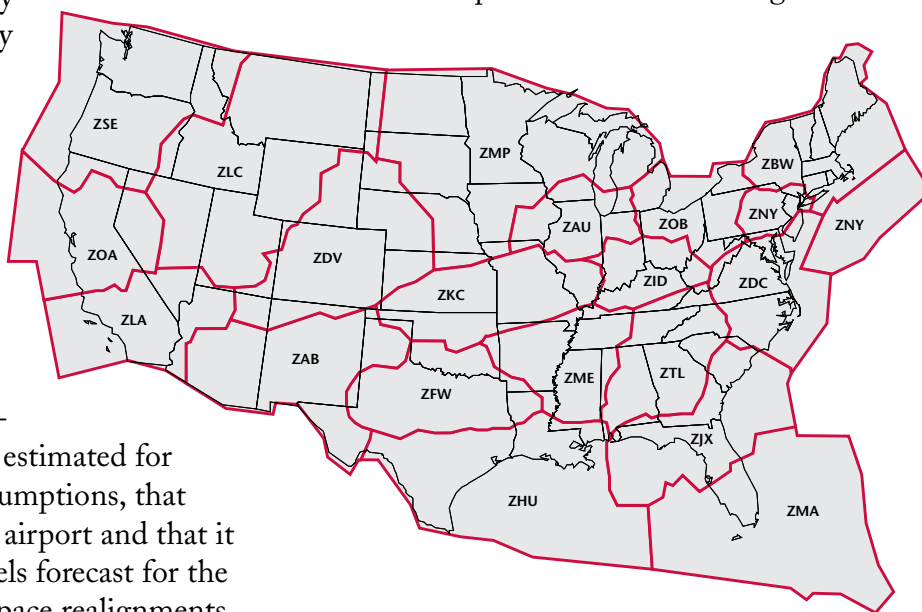 y
y
ZSE
ZLC
ZMP
ZBW
ZNY
ZNY
ZAU
ZOB
ZOA
ZDV
ZID
ZDC
ZKC
ZLA
ZAB
ZFW
ZME
ZTL
ZJX
ZHU
ZMA
estimated for
umptions, that
airport and that it
els forecast for the